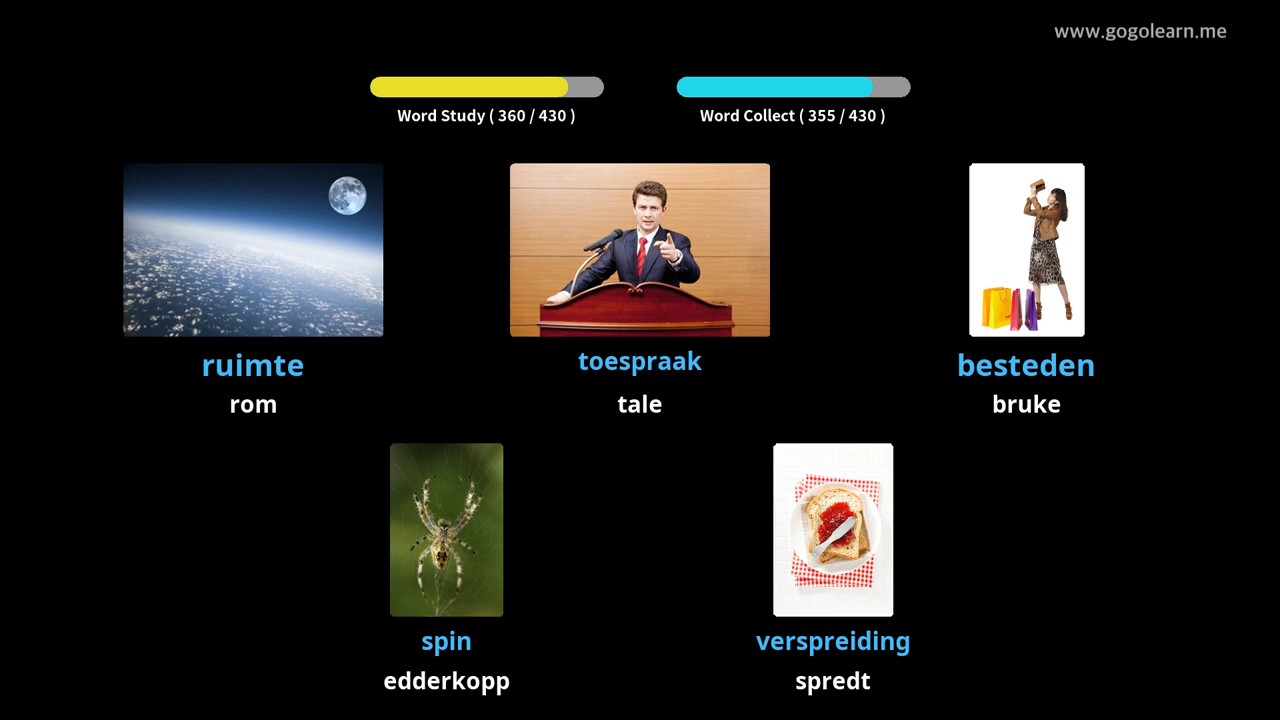 www.gogolearn.me
Word Study ( 360 / 430 )
Word Collect ( 355 / 430 )
ruimte
toespraak
besteden
rom
tale
bruke
spin
verspreiding
edderkopp
spredt